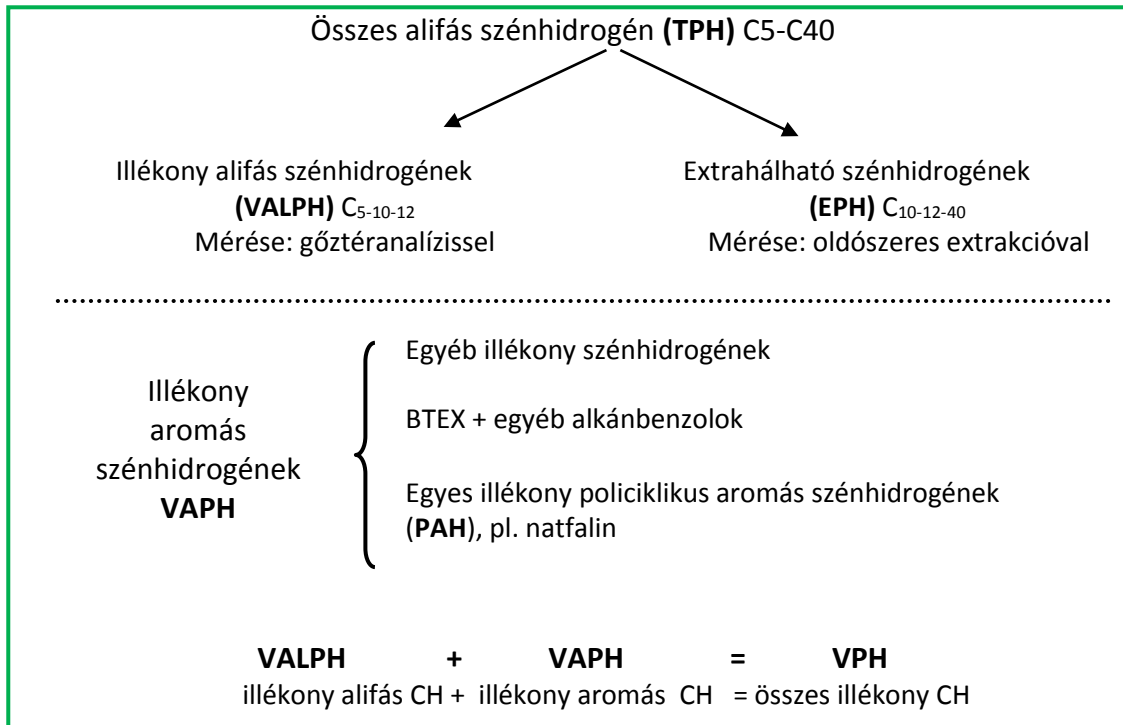 Összes alifás szénhidrogén (TPH) C5-C40
Illékony alifás szénhidrogének
(VALPH) C5-10-12
Mérése: gőztéranalízissel
Extrahálható szénhidrogének
(EPH) C10-12-40
Mérése: oldószeres extrakcióval
Illékony
aromás
szénhidrogének
VAPH
Egyéb illékony szénhidrogének
BTEX + egyéb alkánbenzolok
Egyes illékony policiklikus aromás szénhidrogének
(PAH), pl. natfalin
VALPH + VAPH = VPH
illékony alifás CH + illékony aromás CH = összes illékony CH